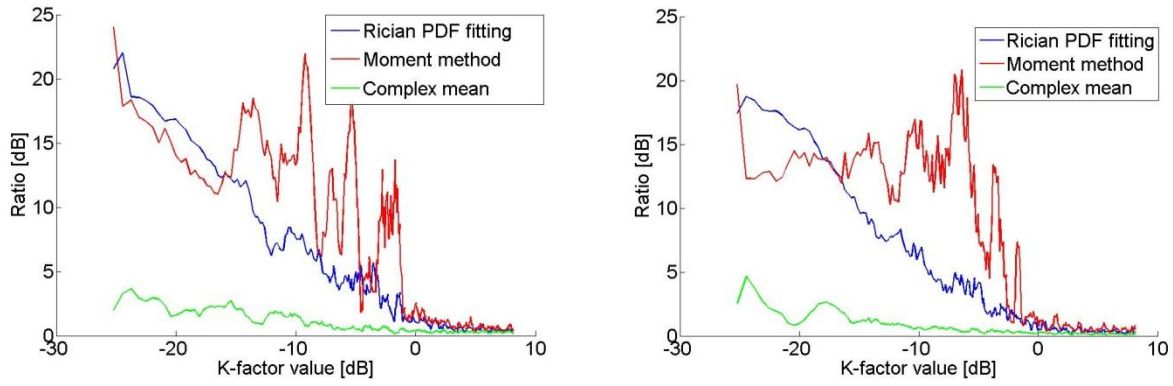 25
20
15
10
5
0
Ratio [dB]
Rician PDF fitting
Moment method
Complex mean
-30
-20
-10
0
10
K-factor value [dB]
25
20
15
10
5
0
Ratio [dB]
Rician PDF fitting
Moment method
Complex mean
-30
-20
-10
0
10
K-factor value [dB]